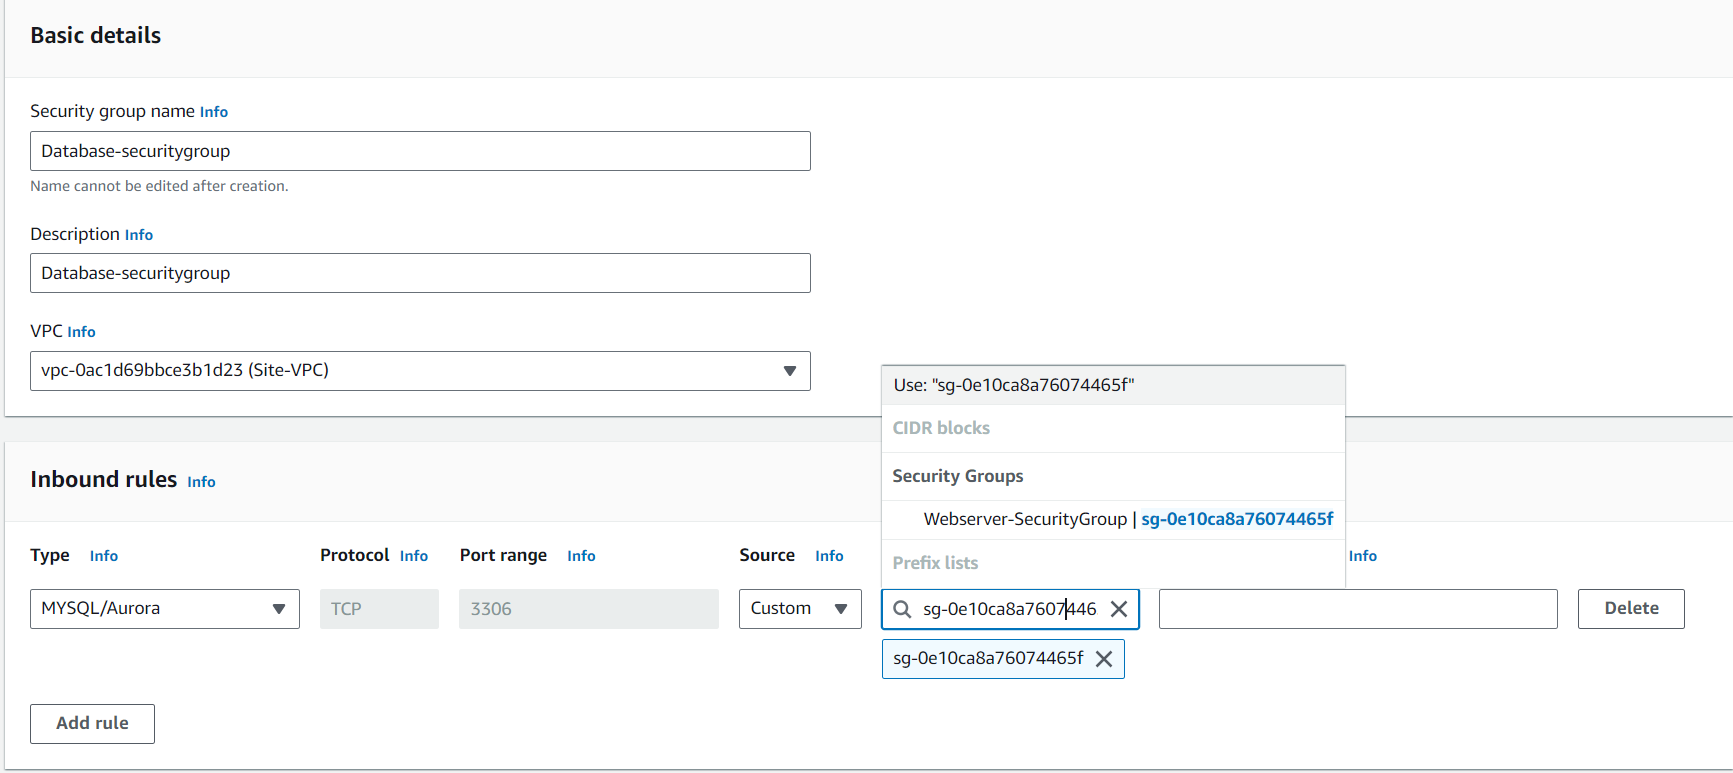 Basic details
Security group name Info
Database-securitygroup
Name cannot be edited after creation.
Description Info
Database-securitygroup
VPC Info
vpc-0ac1d69bbce3b1d23 (Site-VPC)
Use: "sg-0e10ca8a76074465f"
CIDR blocks
Security Groups
Webserver-SecurityGroup | sg-0e10ca8a76074465f
Prefix lists
Inbound rules Info
Type Info Protocol Info Port range Info Source Info Info
MYSQL/Aurora TCP 3306 Custom sg-0e10ca8a7607446 Delete
sg-0e10ca8a76074465f
Add rule